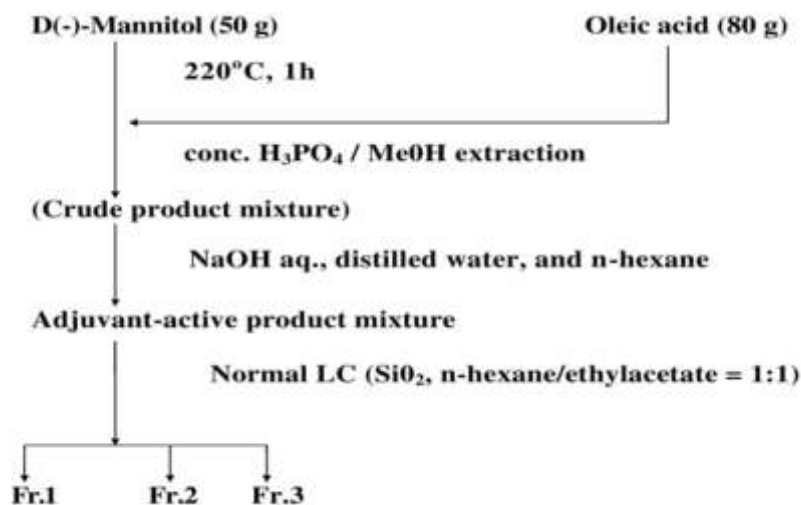 D(-)-Mannitol (50 g) Oleic acid (80 g)
220°C, 1h
conc. H₃PO₄ / Me0H extraction
(Crude product mixture)
NaOH aq., distilled water, and n-hexane
Adjuvant-active product mixture
Normal LC (Si0₂, n-hexane/ethylacetate = 1:1)
Fr.1 Fr.2 Fr.3